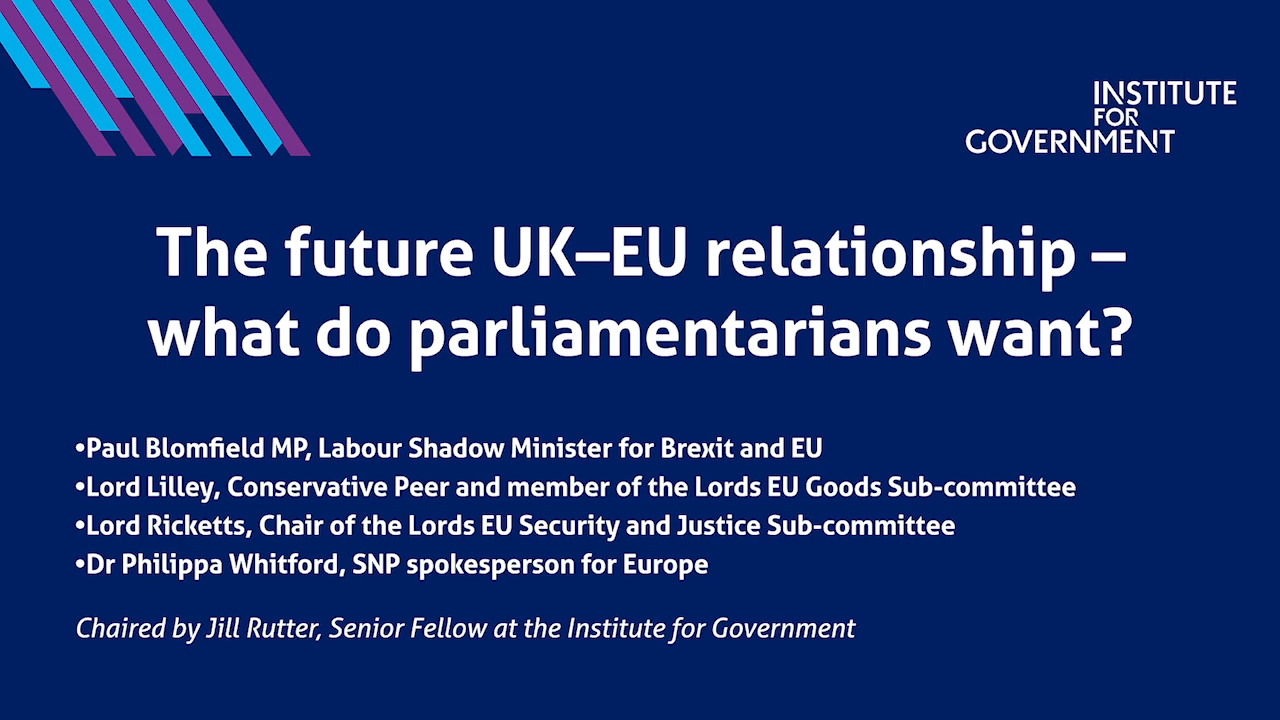 INSTITUTE
FOR
GOVERNMENT
The future UK–EU relationship –
what do parliamentarians want?
•Paul Blomfield MP, Labour Shadow Minister for Brexit and EU
•Lord Lilley, Conservative Peer and member of the Lords EU Goods Sub-committee
•Lord Ricketts, Chair of the Lords EU Security and Justice Sub-committee
•Dr Philippa Whitford, SNP spokesperson for Europe
Chaired by Jill Rutter, Senior Fellow at the Institute for Government